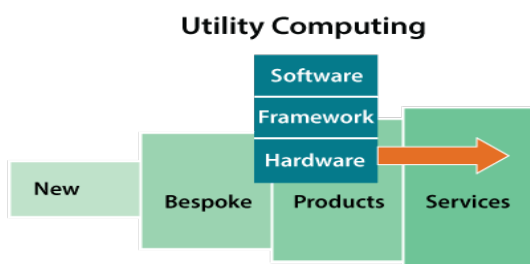 Utility Computing
Software
Framework
Hardware
New
Bespoke
Products
Services